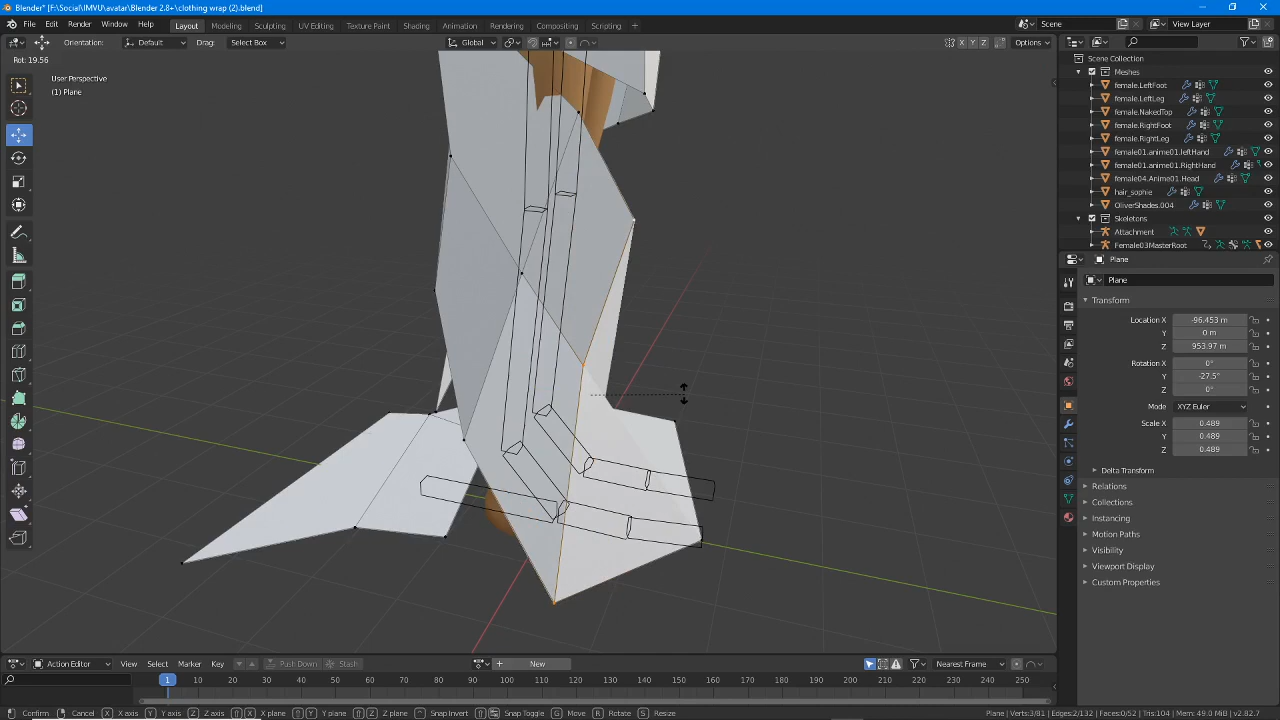 Blender* [F:\Social\IMVU\avatar\Blender 2.8+\clothing wrap (2).blend]
File Edit Render Window Help Layout Modeling Sculpting UV Editing Texture Paint Shading Animation Rendering Compositing Scripting + Scene View Layer
Orientation: Default Drag: Select Box Global X Y Z Options
Rot: 19.56
User Perspective
(1) Plane
Scene Collection
Meshes
female.LeftFoot
female.LeftLeg
female.NakedTop
female.RightFoot
female.RightLeg
female01.anime01.leftHand
female01.anime01.RightHand
female04.Anime01.Head
hair_sophie
OliverShades.004
Skeletons
Attachment
Female03MasterRoot
Plane
Plane
Transform
Location X -96.453 m
Y 0 m
Z 953.97 m
Rotation X 0°
Y -27.5°
Z 0°
Mode XYZ Euler
Scale X 0.489
Y 0.489
Z 0.489
Delta Transform
Relations
Collections
Instancing
Motion Paths
Visibility
Viewport Display
Custom Properties
Action Editor View Select Marker Key Push Down Stash + New Nearest Frame
1 10 20 30 40 50 60 70 80 90 100 110 120 130 140 150 160 170 180 190 200 210 220 230 240 250
Confirm Cancel X X axis Y Y axis Z Z axis X X plane Y Y plane Z Z plane Snap Invert Snap Toggle G Move R Rotate S Resize Plane | Verts:3/81 | Edges:2/132 | Faces:0/52 | Tris:104 | Mem: 49.0 MiB | v2.82.7